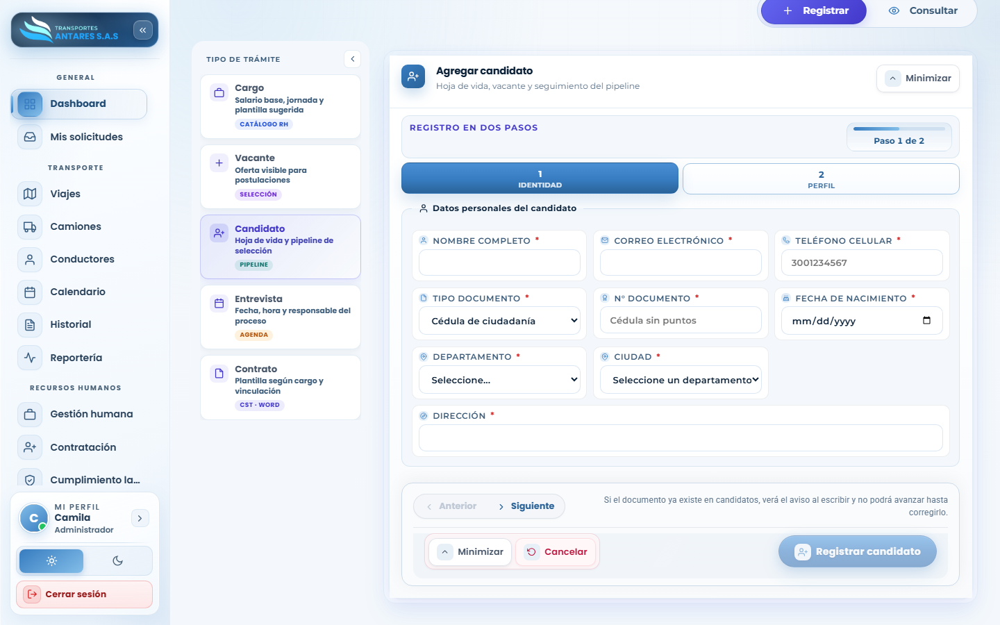 TRANSPORTES
ANTARES S.A.S
GENERAL
Dashboard
Mis solicitudes
TRANSPORTE
Viajes
Camiones
Conductores
Calendario
Historial
Reportería
RECURSOS HUMANOS
Gestión humana
Contratación
Cumplimiento la...
MI PERFIL
C
Camila
Administrador
Cerrar sesión
Registrar
Consultar
TIPO DE TRÁMITE
Cargo
Salario base, jornada y
plantilla sugerida
CATÁLOGO RH
Vacante
Oferta visible para
postulaciones
SELECCIÓN
Candidato
Hoja de vida y pipeline de
selección
PIPELINE
Entrevista
Fecha, hora y responsable del
proceso
AGENDA
Contrato
Plantilla según cargo y
vinculación
CST · WORD
Agregar candidato
Hoja de vida, vacante y seguimiento del pipeline
Minimizar
REGISTRO EN DOS PASOS
Paso 1 de 2
1
IDENTIDAD
2
PERFIL
Datos personales del candidato
NOMBRE COMPLETO *
CORREO ELECTRÓNICO *
TELÉFONO CELULAR *
3001234567
TIPO DOCUMENTO *
Cédula de ciudadanía
N° DOCUMENTO *
Cédula sin puntos
FECHA DE NACIMIENTO *
mm/dd/yyyy
DEPARTAMENTO *
Seleccione...
CIUDAD *
Seleccione un departamento
DIRECCIÓN *
Anterior
Siguiente
Si el documento ya existe en candidatos, verá el aviso al escribir y no podrá avanzar hasta
corregirlo.
Minimizar
Cancelar
Registrar candidato